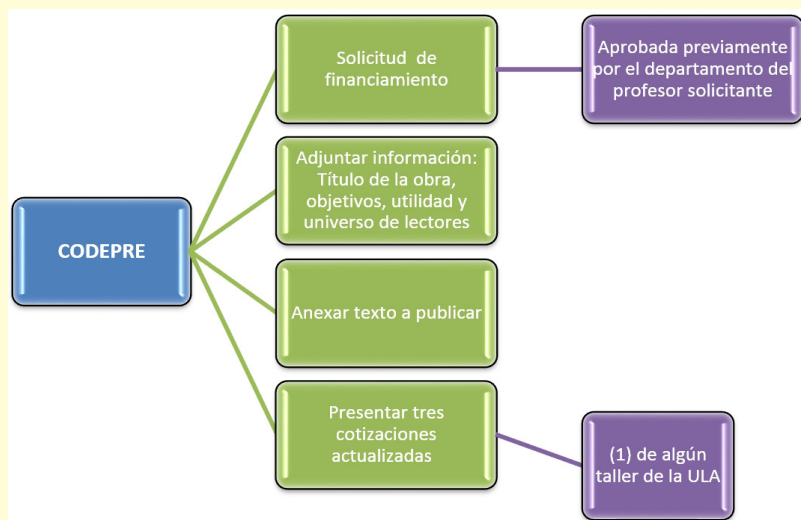 CODEPRE
Solicitud de
financiamiento
Aprobada previamente
por el departamento del
profesor solicitante
Adjuntar información:
Título de la obra,
objetivos, utilidad y
universo de lectores
Anexar texto a publicar
Presentar tres
cotizaciones
actualizadas
(1) de algún
taller de la ULA